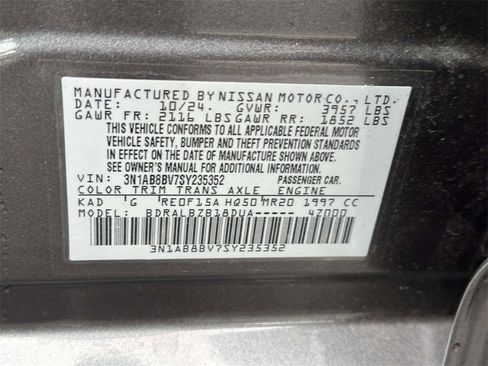 MANUFACTURED BY NISSAN MOTOR CO., LTD.
DATE: 10/24. GVWR: 3957 LBS
GAWR FR: 2116 LBS GAWR RR: 1852 LBS
THIS VEHICLE CONFORMS TO ALL APPLICABLE FEDERAL MOTOR
VEHICLE SAFETY, BUMPER, AND THEFT PREVENTION STANDARDS
IN EFFECT ON THE DATE OF MANUFACTURE SHOWN ABOVE.
SEE OWNER'S MANUAL FOR ADDITIONAL INFORMATION.
VIN: 3N1AB8BV7SY235352 PASSENGER CAR.
COLOR TRIM TRANS AXLE ENGINE
KAD G RE0F15A HQ50 MR20 1997 CC
MODEL: BDRALBZB18DUA----- 4Z000
3N1AB8BV7SY235352